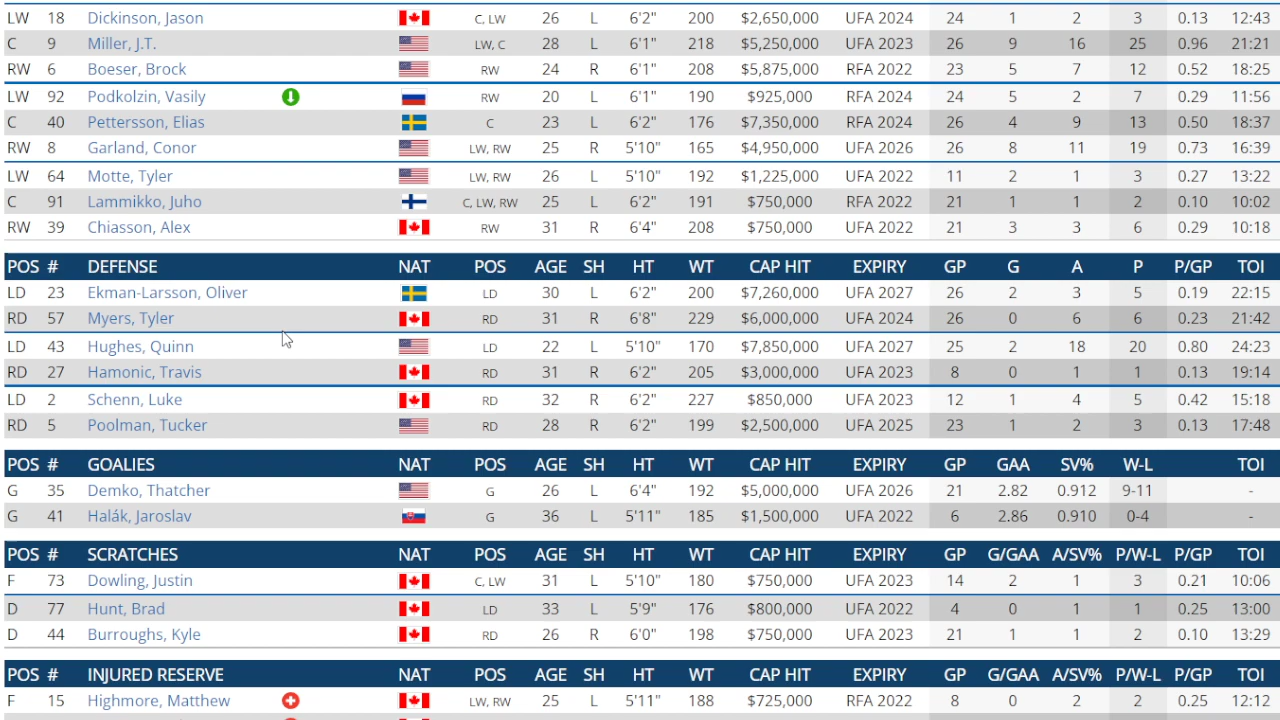 LW 18 Dickinson, Jason C, LW 26 L 6'2" 200 $2,650,000 UFA 2024 24 1 2 3 0.13 12:43
C 9 Miller, J.T. LW, C 28 L 6'1" 218 $5,250,000 UFA 2023 26 9 16 25 0.96 21:21
RW 6 Boeser, Brock RW 24 R 6'1" 208 $5,875,000 RFA 2022 23 5 7 12 0.52 18:23
LW 92 Podkolzin, Vasily RW 20 L 6'1" 190 $925,000 RFA 2024 24 5 2 7 0.29 11:56
C 40 Pettersson, Elias C 23 L 6'2" 176 $7,350,000 RFA 2024 26 4 9 13 0.50 18:37
RW 8 Garland, Conor LW, RW 25 R 5'10" 165 $4,950,000 UFA 2026 26 8 11 19 0.73 16:33
LW 64 Motte, Tyler LW, RW 26 L 5'10" 192 $1,225,000 UFA 2022 11 2 1 3 0.27 13:22
C 91 Lammikko, Juho C, LW, RW 25 L 6'2" 191 $750,000 RFA 2022 21 1 1 2 0.10 10:02
RW 39 Chiasson, Alex RW 31 R 6'4" 208 $750,000 UFA 2022 21 3 3 6 0.29 10:18
POS # DEFENSE NAT POS AGE SH HT WT CAP HIT EXPIRY GP G A P P/GP TOI
LD 23 Ekman-Larsson, Oliver LD 30 L 6'2" 200 $7,260,000 UFA 2027 26 2 3 5 0.19 22:15
RD 57 Myers, Tyler RD 31 R 6'8" 229 $6,000,000 UFA 2024 26 0 6 6 0.23 21:42
LD 43 Hughes, Quinn LD 22 L 5'10" 170 $7,850,000 UFA 2027 25 2 18 20 0.80 24:23
RD 27 Hamonic, Travis RD 31 R 6'2" 205 $3,000,000 UFA 2023 8 0 1 1 0.13 19:14
LD 2 Schenn, Luke RD 32 R 6'2" 227 $850,000 UFA 2023 12 1 4 5 0.42 15:18
RD 5 Poolman, Tucker RD 28 R 6'2" 199 $2,500,000 UFA 2025 23 1 2 3 0.13 17:43
POS # GOALIES NAT POS AGE SH HT WT CAP HIT EXPIRY GP GAA SV% W-L TOI
G 35 Demko, Thatcher G 26 L 6'4" 192 $5,000,000 UFA 2026 21 2.82 0.912 9-11 -
G 41 Halák, Jaroslav G 36 L 5'11" 185 $1,500,000 UFA 2022 6 2.86 0.910 0-4 -
POS # SCRATCHES NAT POS AGE SH HT WT CAP HIT EXPIRY GP G/GAA A/SV% P/W-L P/GP TOI
F 73 Dowling, Justin C, LW 31 L 5'10" 180 $750,000 UFA 2023 14 2 1 3 0.21 10:06
D 77 Hunt, Brad LD 33 L 5'9" 176 $800,000 UFA 2022 4 0 1 1 0.25 13:00
D 44 Burroughs, Kyle RD 26 R 6'0" 198 $750,000 UFA 2023 21 1 1 2 0.10 13:29
POS # INJURED RESERVE NAT POS AGE SH HT WT CAP HIT EXPIRY GP G/GAA A/SV% P/W-L P/GP TOI
F 15 Highmore, Matthew LW, RW 25 L 5'11" 188 $725,000 RFA 2022 8 0 2 2 0.25 12:12